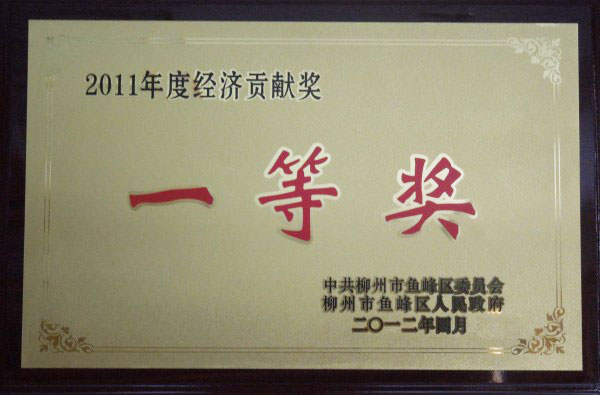 2011年度经济贡献奖
一等奖
中共柳州市鱼峰区委员会
柳州市鱼峰区人民政府
二〇一二年四月